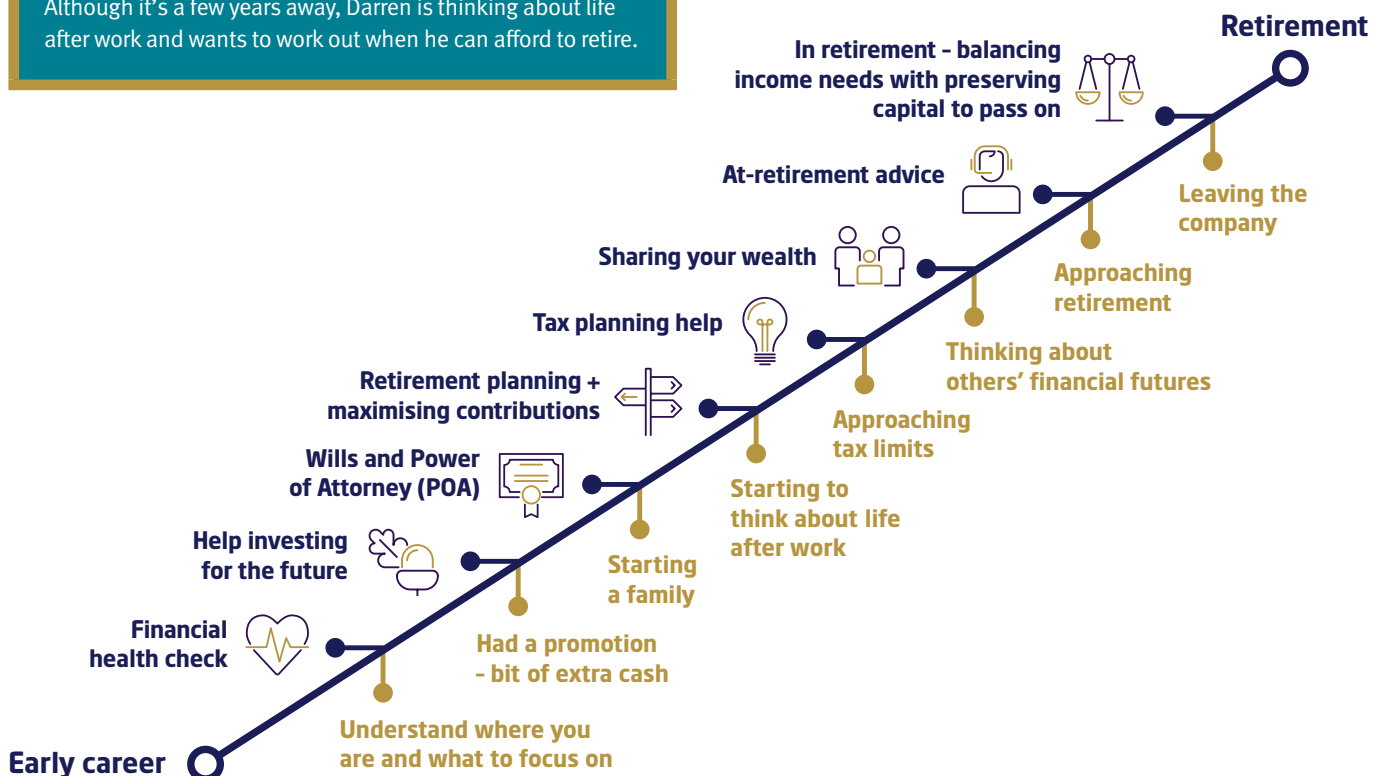 Although it's a few years away, Darren is thinking about life
after work and wants to work out when he can afford to retire.
Retirement
In retirement – balancing
income needs with preserving
capital to pass on
Leaving the
company
At-retirement advice
Approaching
retirement
Sharing your wealth
Thinking about
others' financial futures
Tax planning help
Approaching
tax limits
Retirement planning +
maximising contributions
Starting to
think about life
after work
Wills and Power
of Attorney (POA)
Starting
a family
Help investing
for the future
Had a promotion
– bit of extra cash
Financial
health check
Understand where you
are and what to focus on
Early career